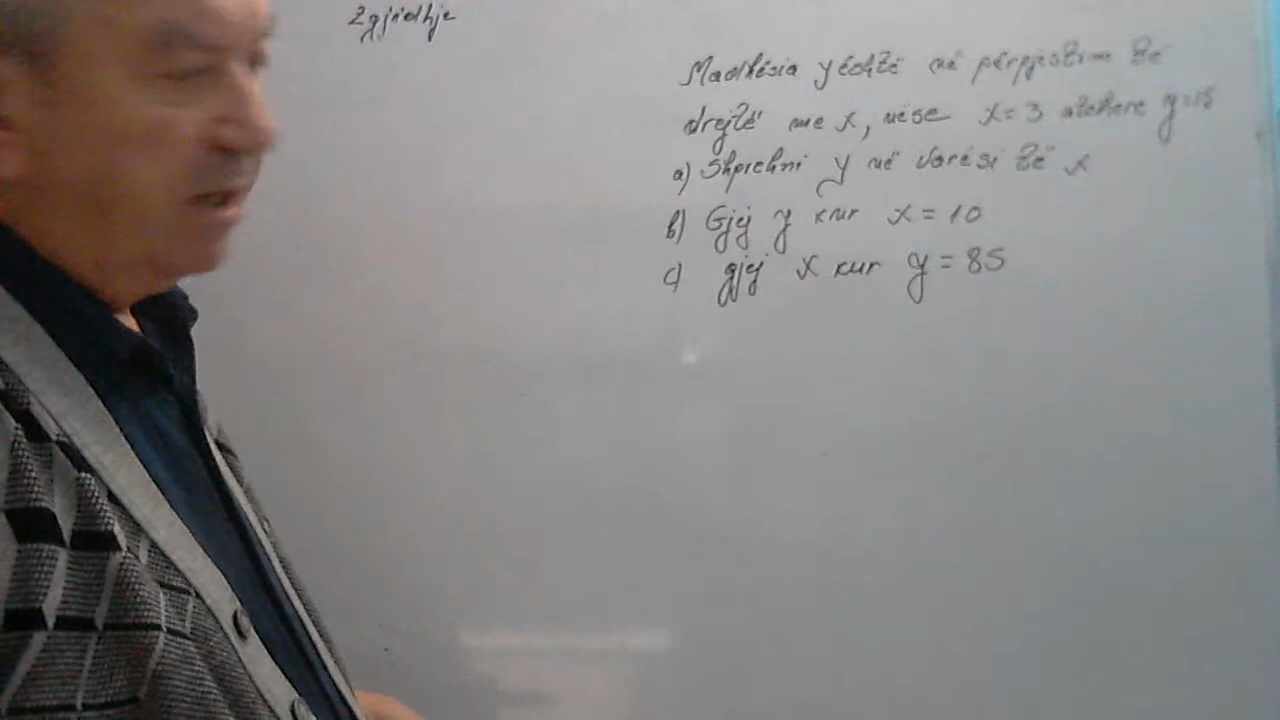 Zgjidhje
Madhësia y është në përpjestim të
drejtë me x, nëse x = 3 atëhere y=15
a) Shprehni y në varësi të x
b) Gjej y kur x = 10
c) gjej x kur y = 85